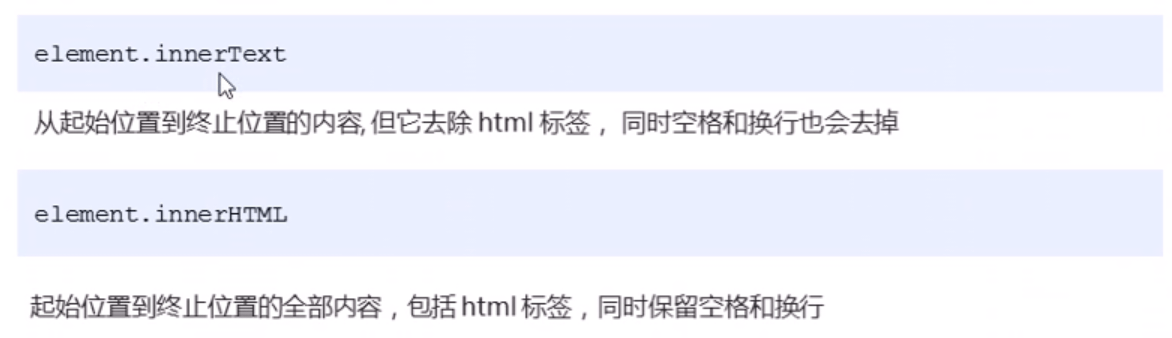 element.innerText
从起始位置到终止位置的内容, 但它去除 html 标签， 同时空格和换行也会去掉
element.innerHTML
起始位置到终止位置的全部内容，包括 html 标签，同时保留空格和换行